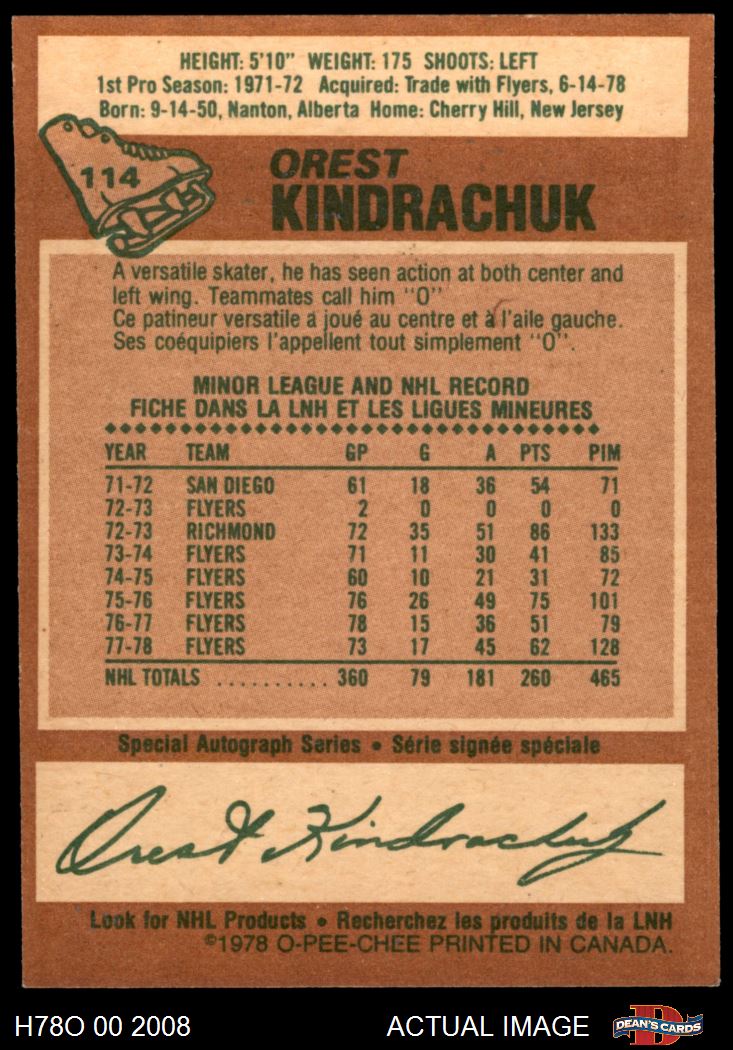 HEIGHT: 5'10" WEIGHT: 175 SHOOTS: LEFT
1st Pro Season: 1971-72 Acquired: Trade with Flyers, 6-14-78
Born: 9-14-50, Nanton, Alberta Home: Cherry Hill, New Jersey
114
OREST
KINDRACHUK
A versatile skater, he has seen action at both center and
left wing. Teammates call him "O"
Ce patineur versatile a joué au centre et à l'aile gauche.
Ses coéquipiers l'appellent tout simplement "O".
MINOR LEAGUE AND NHL RECORD
FICHE DANS LA LNH ET LES LIGUES MINEURES
YEAR TEAM GP G A PTS PIM
71-72 SAN DIEGO 61 18 36 54 71
72-73 FLYERS 2 0 0 0 0
72-73 RICHMOND 72 35 51 86 133
73-74 FLYERS 71 11 30 41 85
74-75 FLYERS 60 10 21 31 72
75-76 FLYERS 76 26 49 75 101
76-77 FLYERS 78 15 36 51 79
77-78 FLYERS 73 17 45 62 128
NHL TOTALS .......... 360 79 181 260 465
Special Autograph Series • Série signée spéciale
Orest Kindrachuk
Look for NHL Products • Recherchez les produits de la LNH
©1978 O-PEE-CHEE PRINTED IN CANADA.
H78O 00 2008 ACTUAL IMAGE D DEAN'S CARDS